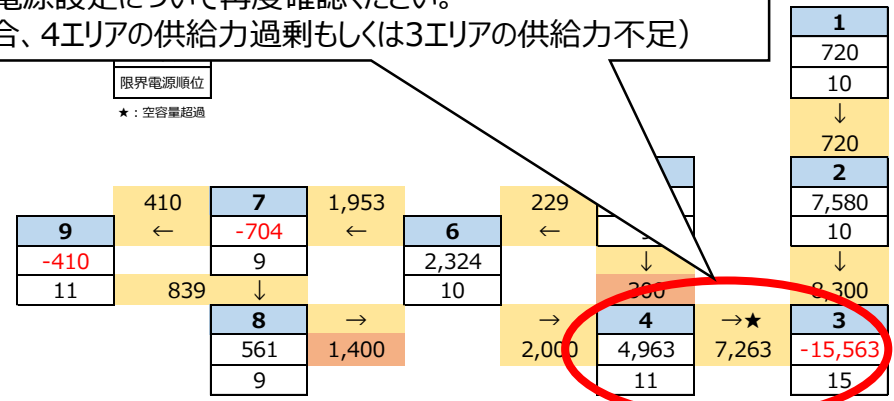 電源設定について再度確認ください。
合、4エリアの供給力過剰もしくは3エリアの供給力不足）
限界電源順位
★：空容量超過
1
720
10
↓
720
2
7,580
10
↓
8,300
410 7 1,953 229
9 ← -704 ← 6 ←
-410 9 2,324 ↓
11 839 ↓ 10 300
8 → → 4 →★ 3
561 1,400 2,000 4,963 7,263 -15,563
9 11 15